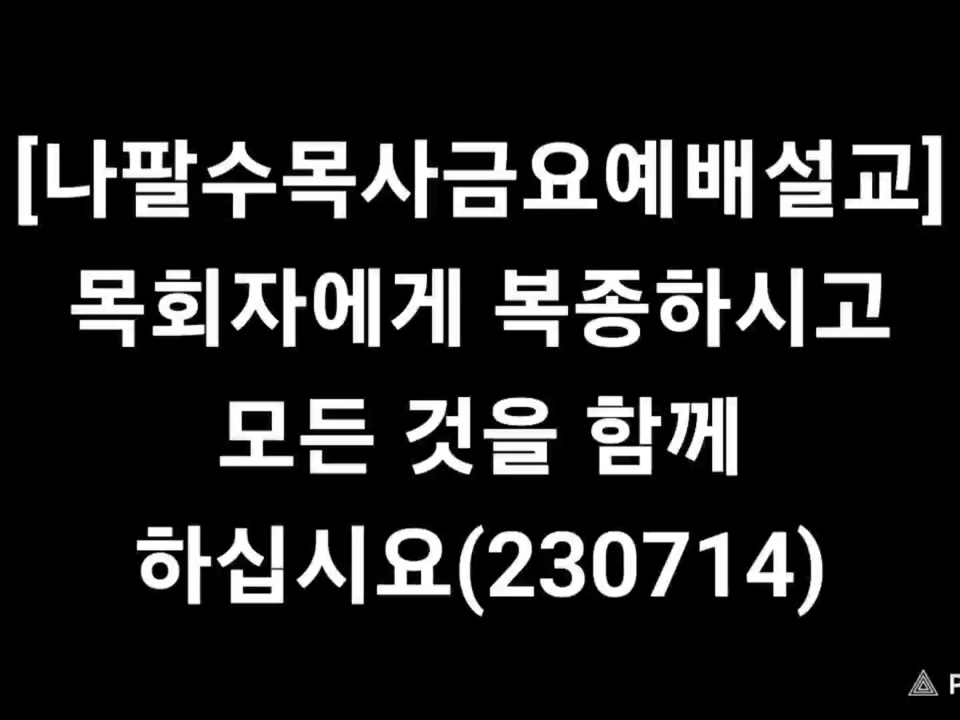 [나팔수목사금요예배설교]
목회자에게 복종하시고
모든 것을 함께
하십시요(230714)
P